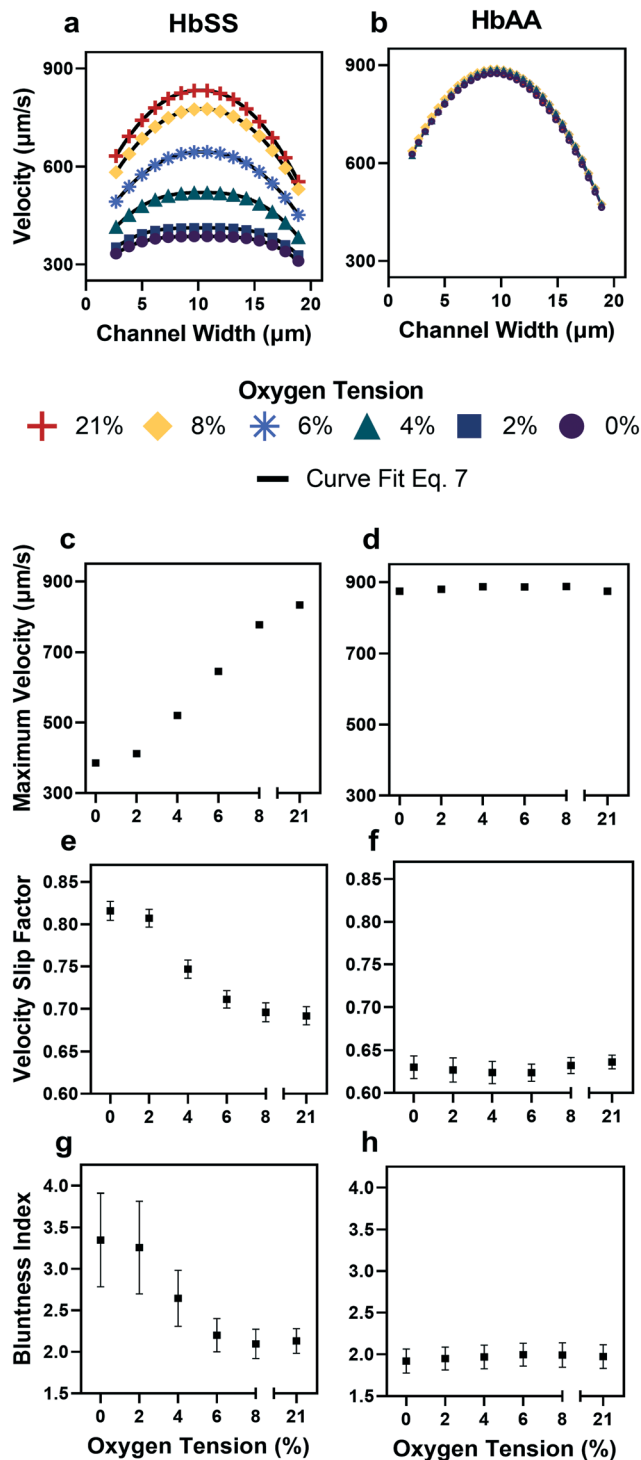 a HbSS
HbAA
b
Velocity (µm/s)
900
600
300
0 5 10 15 20
Channel Width (µm)
900
600
300
0 5 10 15 20
Channel Width (µm)
Oxygen Tension
21% 8% 6% 4% 2% 0%
Curve Fit Eq. 7
c
Maximum Velocity (µm/s)
900
700
500
300
0 2 4 6 8 21
d
900
700
500
300
0 2 4 6 8 21
e
Velocity Slip Factor
0.85
0.80
0.75
0.70
0.65
0.60
0 2 4 6 8 21
f
0.85
0.80
0.75
0.70
0.65
0.60
0 2 4 6 8 21
g
Bluntness Index
4.0
3.5
3.0
2.5
2.0
1.5
0 2 4 6 8 21
Oxygen Tension (%)
h
4.0
3.5
3.0
2.5
2.0
1.5
0 2 4 6 8 21
Oxygen Tension (%)